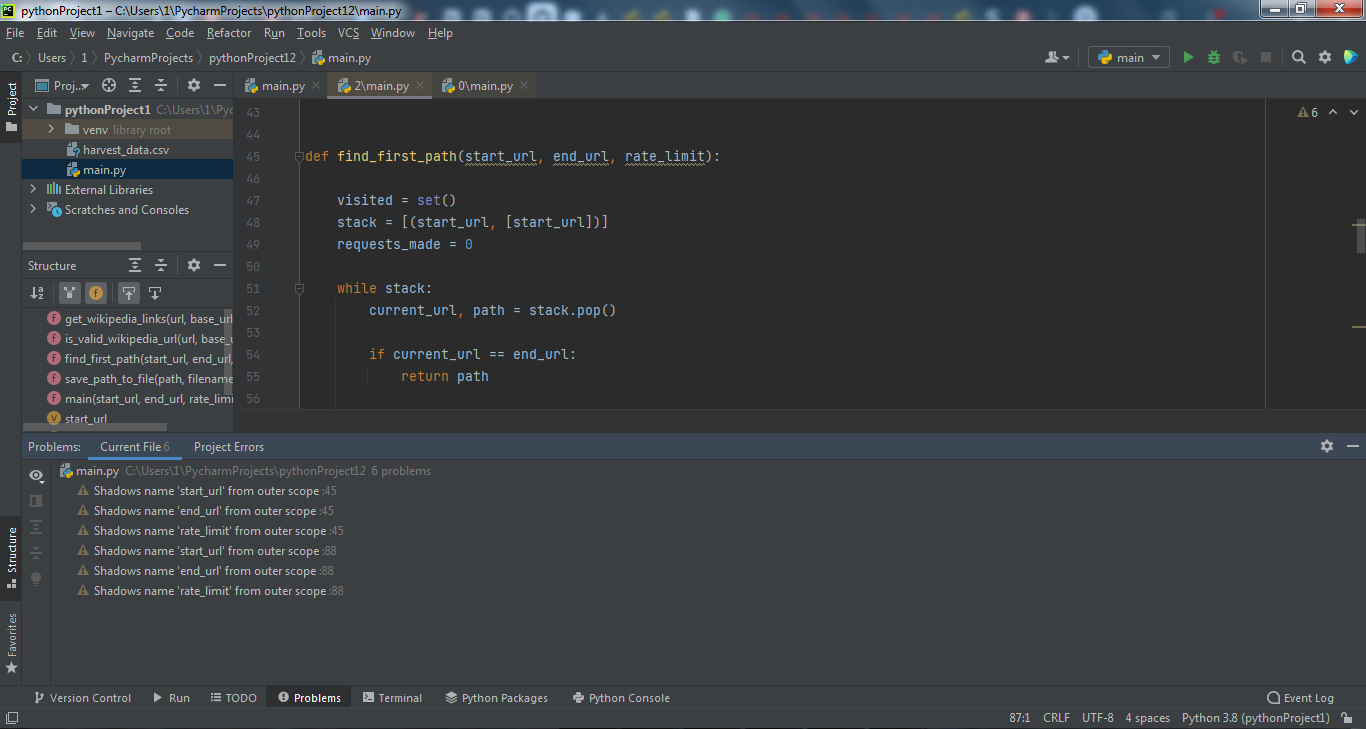 pythonProject1 – C:\Users\1\PycharmProjects\pythonProject12\main.py
File Edit View Navigate Code Refactor Run Tools VCS Window Help
C: Users 1 PycharmProjects pythonProject12 main.py main
Project
Proj...
main.py 2\main.py 0\main.py
pythonProject1 C:\Users\1\Pyc
venv library root
harvest_data.csv
main.py
External Libraries
Scratches and Consoles
Structure
get_wikipedia_links(url, base_url
is_valid_wikipedia_url(url, base_u
find_first_path(start_url, end_url,
save_path_to_file(path, filename
main(start_url, end_url, rate_limi
start_url
6
43
44
45 def find_first_path(start_url, end_url, rate_limit):
46
47 visited = set()
48 stack = [(start_url, [start_url])]
49 requests_made = 0
50
51 while stack:
52 current_url, path = stack.pop()
53
54 if current_url == end_url:
55 return path
56
Problems: Current File 6 Project Errors
main.py C:\Users\1\PycharmProjects\pythonProject12 6 problems
Shadows name 'start_url' from outer scope :45
Shadows name 'end_url' from outer scope :45
Shadows name 'rate_limit' from outer scope :45
Shadows name 'start_url' from outer scope :88
Shadows name 'end_url' from outer scope :88
Shadows name 'rate_limit' from outer scope :88
Structure
Favorites
Version Control Run TODO Problems Terminal Python Packages Python Console Event Log
87:1 CRLF UTF-8 4 spaces Python 3.8 (pythonProject1)